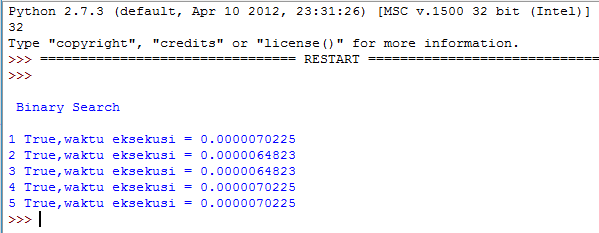 Python 2.7.3 (default, Apr 10 2012, 23:31:26) [MSC v.1500 32 bit (Intel)]
32
Type "copyright", "credits" or "license()" for more information.
>>> ================================ RESTART =============================
>>>
Binary Search
1 True,waktu eksekusi = 0.0000070225
2 True,waktu eksekusi = 0.0000064823
3 True,waktu eksekusi = 0.0000064823
4 True,waktu eksekusi = 0.0000070225
5 True,waktu eksekusi = 0.0000070225
>>>